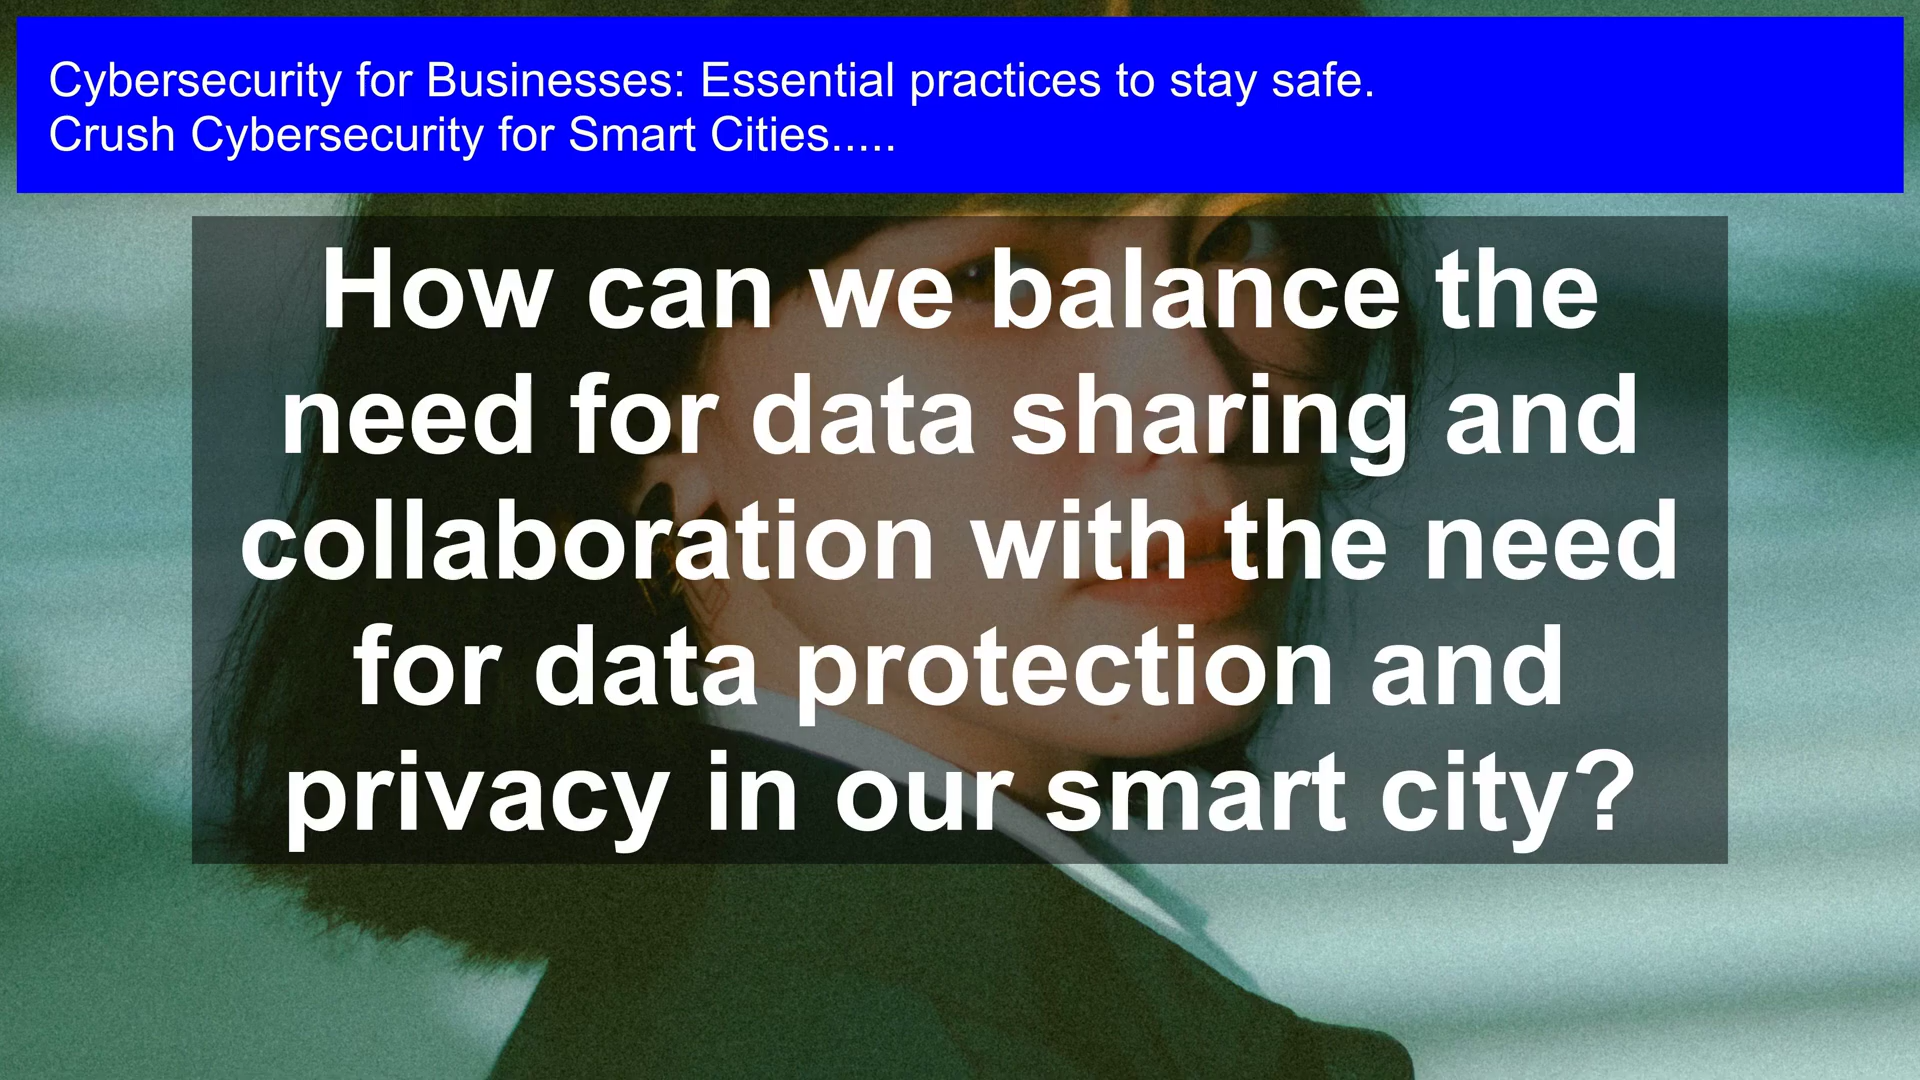 Cybersecurity for Businesses: Essential practices to stay safe.
Crush Cybersecurity for Smart Cities.....
How can we balance the
need for data sharing and
collaboration with the need
for data protection and
privacy in our smart city?